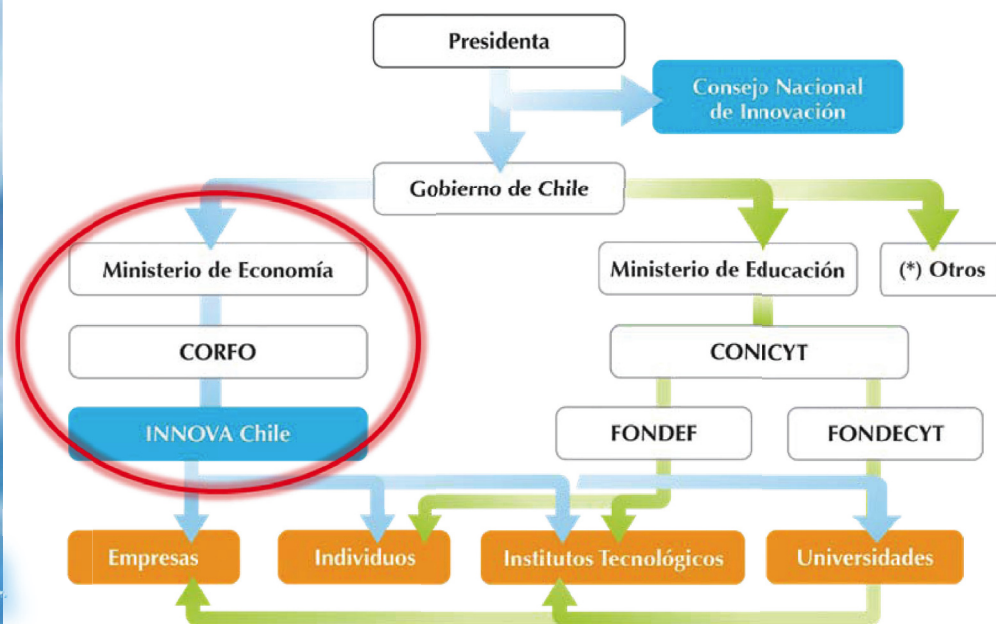 Presidenta
Consejo Nacional
de Innovación
Gobierno de Chile
Ministerio de Economía
Ministerio de Educación
(*) Otros
CORFO
CONICYT
INNOVA Chile
FONDEF
FONDECYT
Empresas
Individuos
Institutos Tecnológicos
Universidades